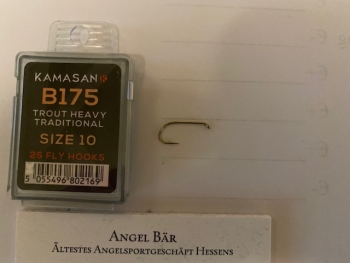 KAMASAN
B175
TROUT HEAVY
TRADITIONAL
SIZE 10
25 FLY HOOKS
5 055496 802169
ANGEL BÄR
ÄLTESTES ANGELSPORTGESCHÄFT HESSENS